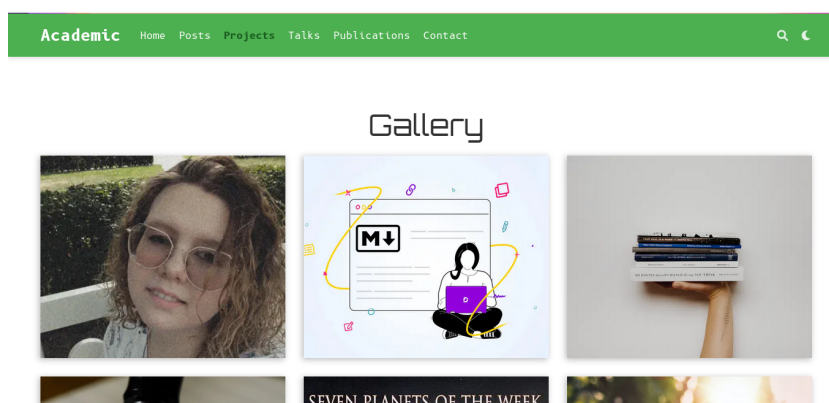 Academic Home Posts Projects Talks Publications Contact
Gallery
M
SEVEN PLANETS OF THE WEEK